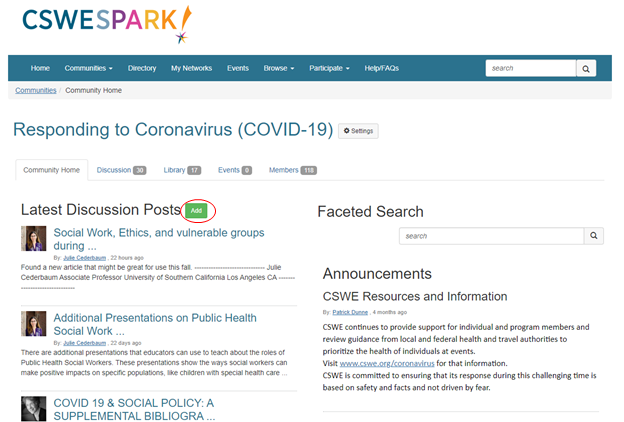 CSWESPARK!
Home Communities Directory My Networks Events Browse Participate Help/FAQs search
Communities / Community Home
Responding to Coronavirus (COVID-19) Settings
Community Home Discussion 30 Library 17 Events 0 Members 118
Latest Discussion Posts Add
Social Work, Ethics, and vulnerable groups
during ...
By: Julie Cederbaum , 22 hours ago
Found a new article that might be great for use this fall. ------------------------------ Julie
Cederbaum Associate Professor University of Southern California Los Angeles CA -------
-----------------------
Additional Presentations on Public Health
Social Work ...
By: Julie Cederbaum , 22 days ago
There are additional presentations that educators can use to teach about the roles of
Public Health Social Workers. These presentations show the ways social workers can
make positive impacts on specific populations, like children with special health care ...
COVID 19 & SOCIAL POLICY: A
SUPPLEMENTAL BIBLIOGRA ...
Faceted Search
search
Announcements
CSWE Resources and Information
By: Patrick Dunne , 4 months ago
CSWE continues to provide support for individual and program members and
review guidance from local and federal health and travel authorities to
prioritize the health of individuals at events.
Visit www.cswe.org/coronavirus for that information.
CSWE is committed to ensuring that its response during this challenging time is
based on safety and facts and not driven by fear.